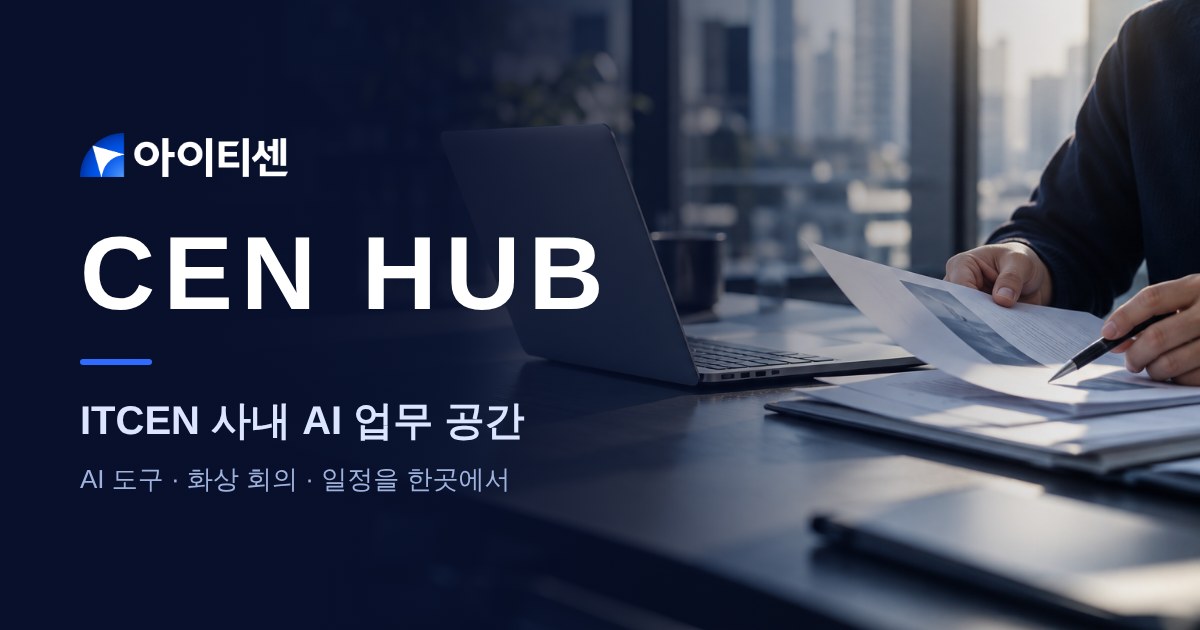 아이티센
CEN HUB
ITCEN 사내 AI 업무 공간
AI 도구 · 화상 회의 · 일정을 한곳에서